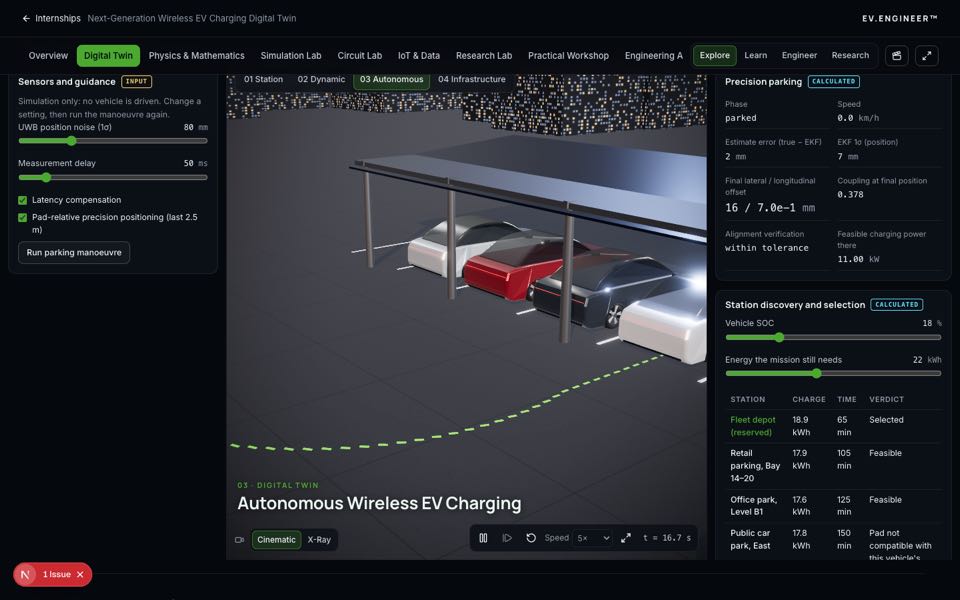 ← Internships Next-Generation Wireless EV Charging Digital Twin
EV.ENGINEER™
Overview Digital Twin Physics & Mathematics Simulation Lab Circuit Lab IoT & Data Research Lab Practical Workshop Engineering A
Explore Learn Engineer Research
Sensors and guidance INPUT
Simulation only: no vehicle is driven. Change a
setting, then run the manoeuvre again.
UWB position noise (1σ) 80 mm
Measurement delay 50 ms
Latency compensation
Pad-relative precision positioning (last 2.5
m)
Run parking manoeuvre
01 Station 02 Dynamic 03 Autonomous 04 Infrastructure
03 · DIGITAL TWIN
Autonomous Wireless EV Charging
Cinematic X-Ray
Speed 5× t = 16.7 s
Precision parking CALCULATED
Phase Speed
parked 0.0 km/h
Estimate error (true − EKF) EKF 1σ (position)
2 mm 7 mm
Final lateral / longitudinal Coupling at final position
offset 0.378
16 / 7.0e−1 mm
Alignment verification Feasible charging power
within tolerance there
11.00 kW
Station discovery and selection CALCULATED
Vehicle SOC 18 %
Energy the mission still needs 22 kWh
STATION CHARGE TIME VERDICT
Fleet depot 18.9 65 Selected
(reserved) kWh min
Retail 17.9 105 Feasible
parking, Bay kWh min
14–20
Office park, 17.6 125 Feasible
Level B1 kWh min
Public car 17.8 150 Pad not
park, East kWh min compatible with
this vehicle's
N 1 Issue ×